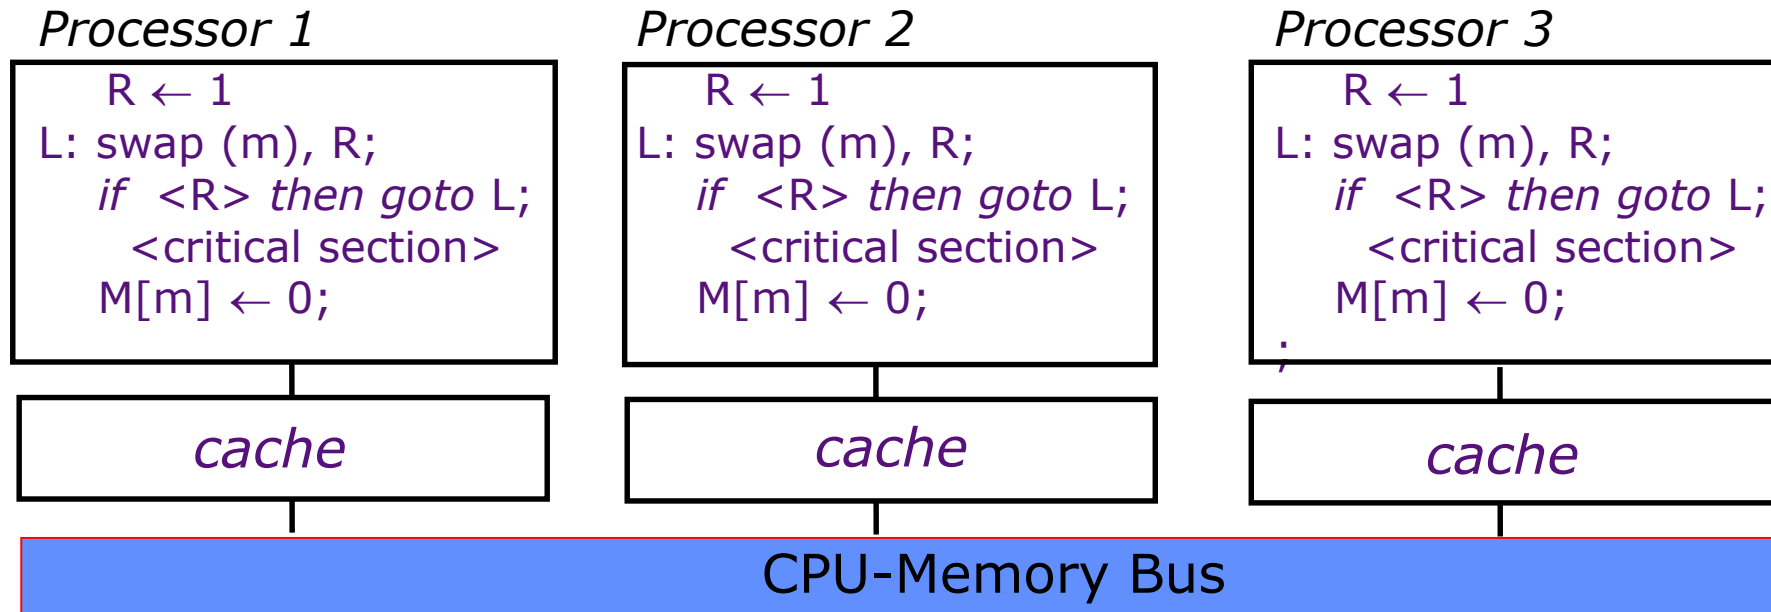 Processor 1
R ← 1
L: swap (m), R;
if <R> then goto L;
<critical section>
M[m] ← 0;
cache
Processor 2
R ← 1
L: swap (m), R;
if <R> then goto L;
<critical section>
M[m] ← 0;
cache
Processor 3
R ← 1
L: swap (m), R;
if <R> then goto L;
<critical section>
M[m] ← 0;
;
cache
CPU-Memory Bus